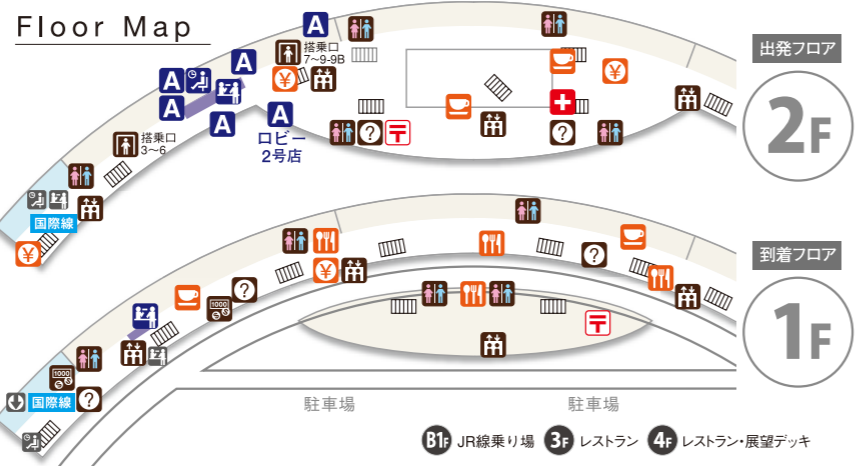 Floor Map
A
A
A
A
A
A
搭乗口
7~9-9B
¥
¥
ロビー
2号店
?
〒
?
搭乗口
3~6
国際線
¥
出発フロア
2F
?
¥
?
1000
〒
1000
国際線
?
到着フロア
1F
駐車場
駐車場
B1F JR線乗り場 3F レストラン 4F レストラン・展望デッキ